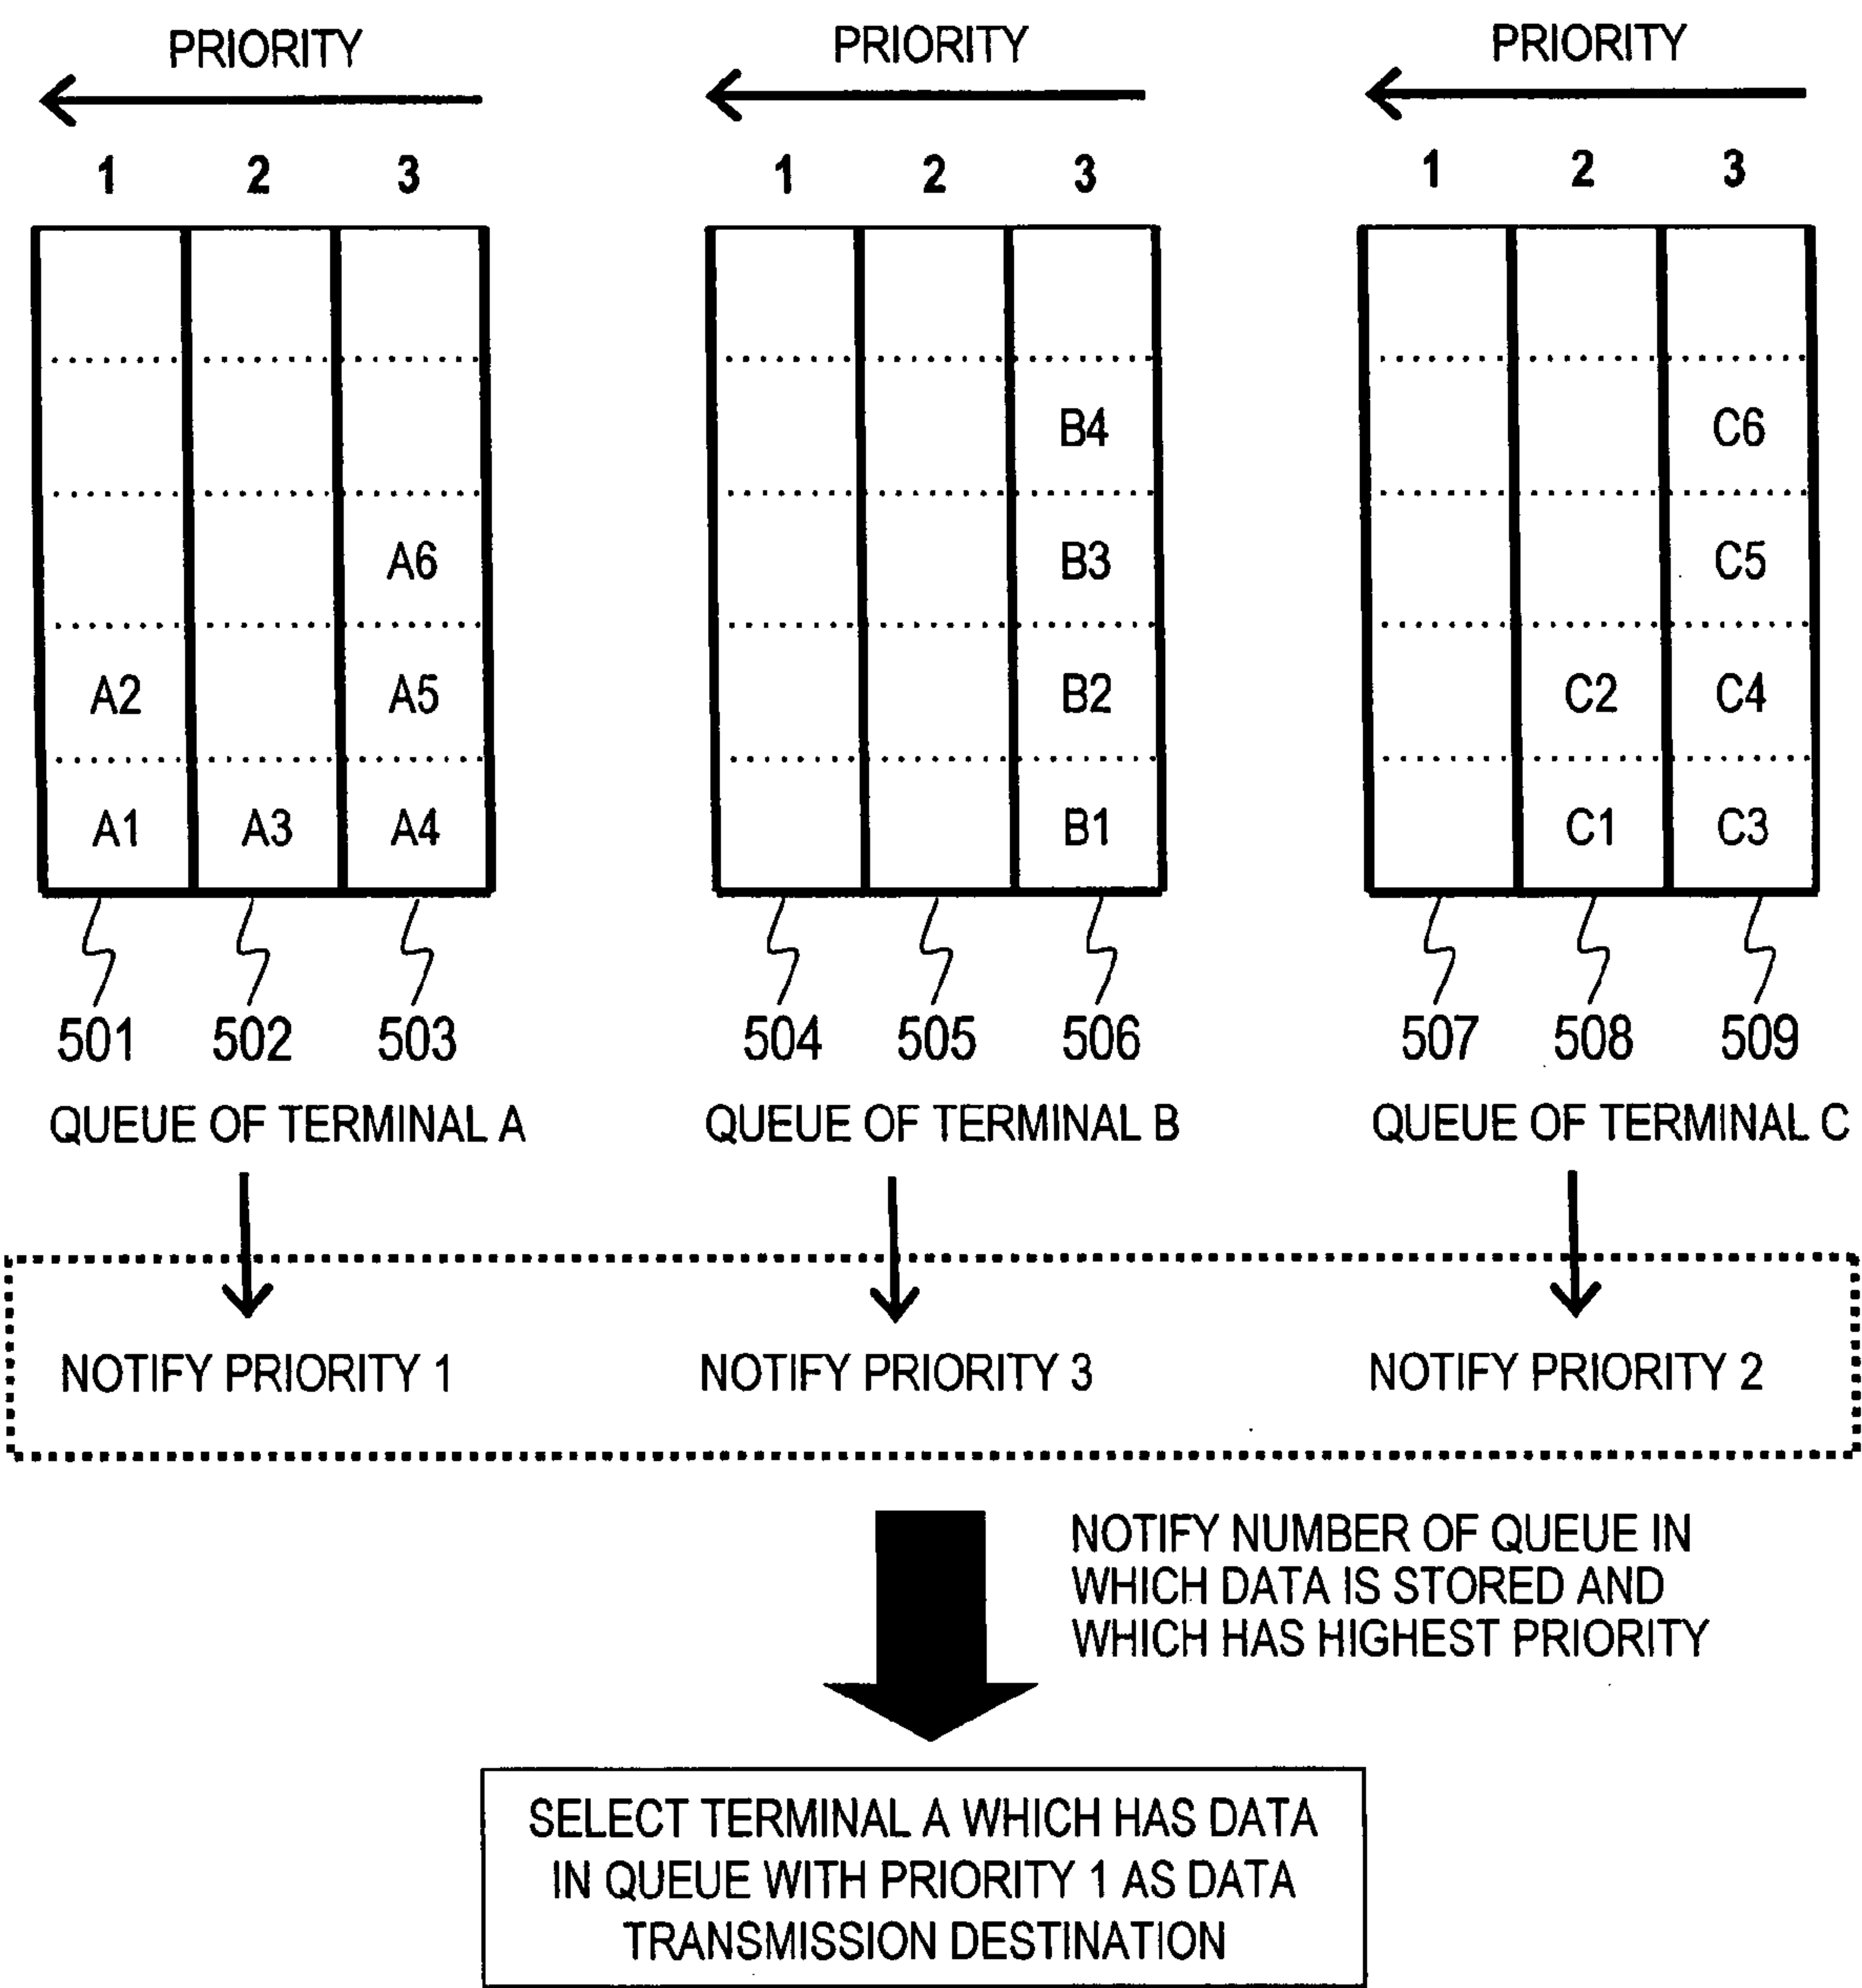 PRIORITY PRIORITY PRIORITY
1 2 3 1 2 3 1 2 3
B4 C6
A6 B3 C5
A2 A5 B2 C2 C4
A1 A3 A4 B1 C1 C3
501 502 503 504 505 506 507 508 509
QUEUE OF TERMINAL A QUEUE OF TERMINAL B QUEUE OF TERMINAL C
NOTIFY PRIORITY 1 NOTIFY PRIORITY 3 NOTIFY PRIORITY 2
NOTIFY NUMBER OF QUEUE IN
WHICH DATA IS STORED AND
WHICH HAS HIGHEST PRIORITY
SELECT TERMINAL A WHICH HAS DATA
IN QUEUE WITH PRIORITY 1 AS DATA
TRANSMISSION DESTINATION